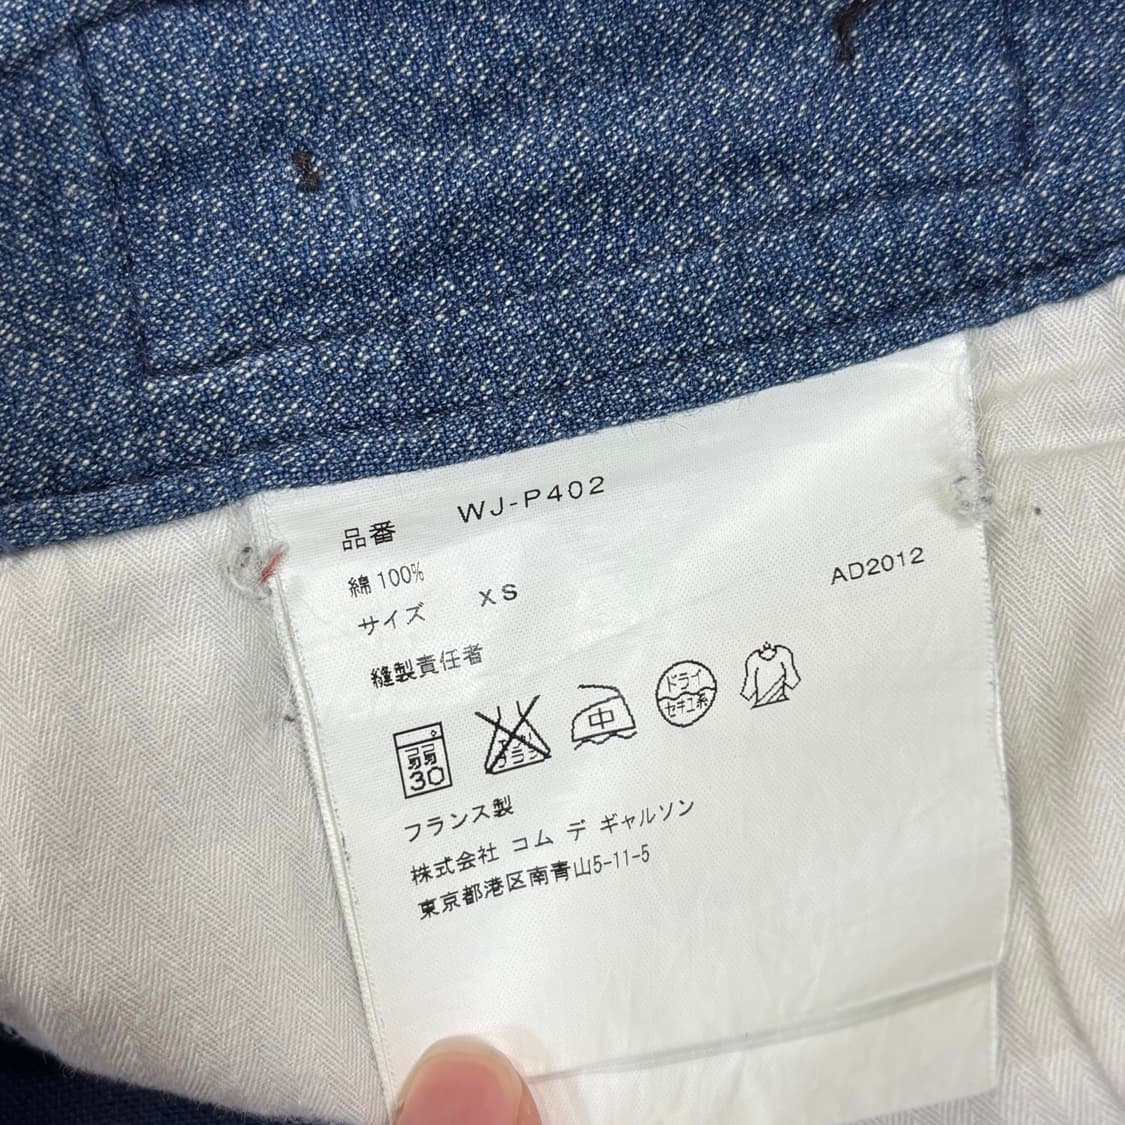 品番 WJ-P402
綿 100%
サイズ XS AD2012
縫製責任者
弱
30
中
ドライ
セキユ系
フランス製
株式会社 コム デ ギャルソン
東京都港区南青山5-11-5